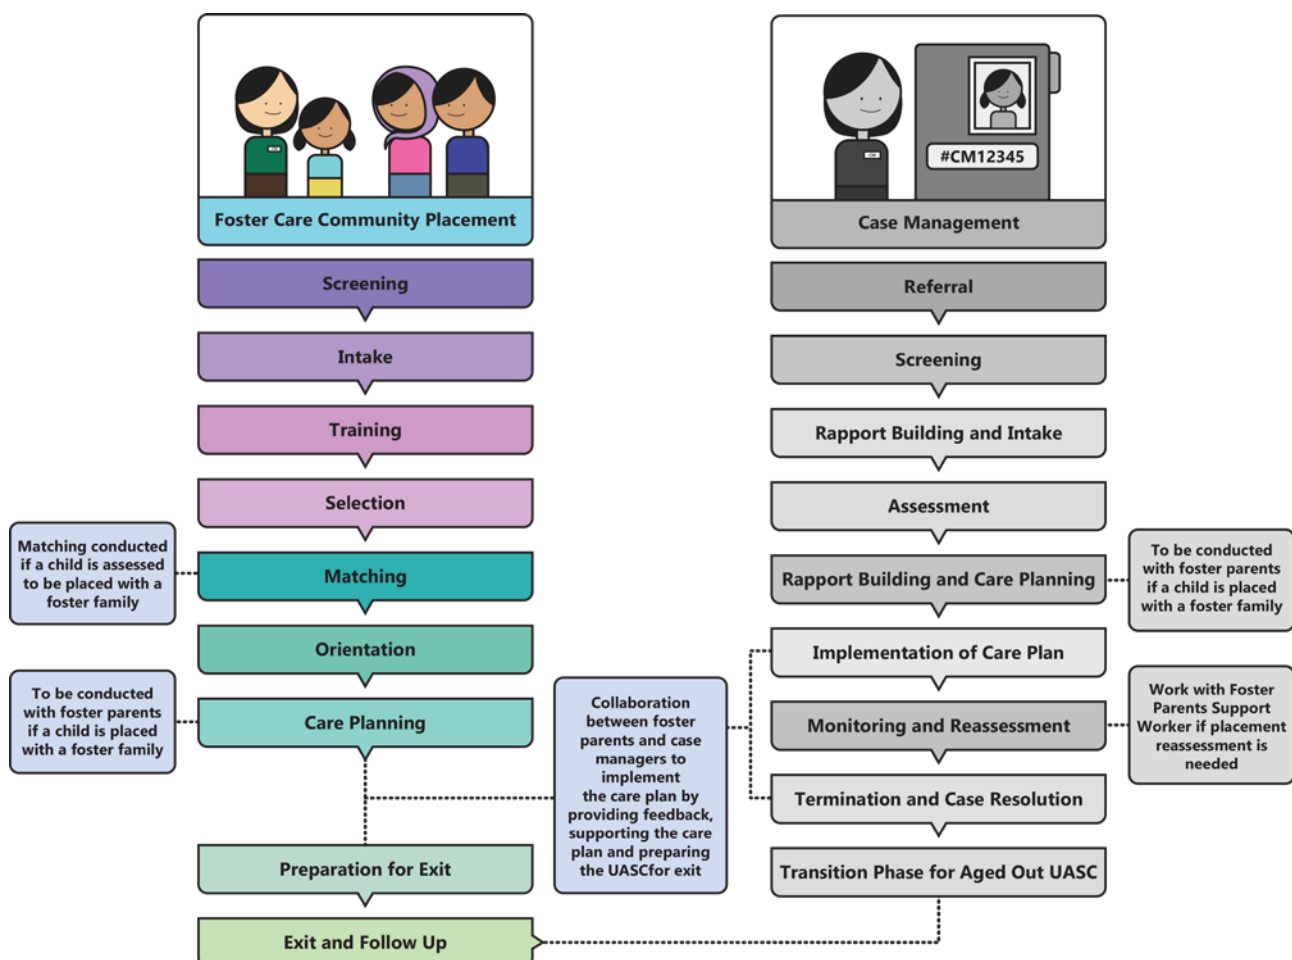 CM
Foster Care Community Placement
Screening
Intake
Training
Selection
Matching
Orientation
Care Planning
Preparation for Exit
Exit and Follow Up
Matching conducted
if a child is assessed
to be placed with a
foster family
To be conducted
with foster parents
if a child is placed
with a foster family
Collaboration
between foster
parents and case
managers to
implement
the care plan by
providing feedback,
supporting the care
plan and preparing
the UASCfor exit
CM
#CM12345
Case Management
Referral
Screening
Rapport Building and Intake
Assessment
Rapport Building and Care Planning
Implementation of Care Plan
Monitoring and Reassessment
Termination and Case Resolution
Transition Phase for Aged Out UASC
To be conducted
with foster parents
if a child is placed
with a foster family
Work with Foster
Parents Support
Worker if placement
reassessment is
needed